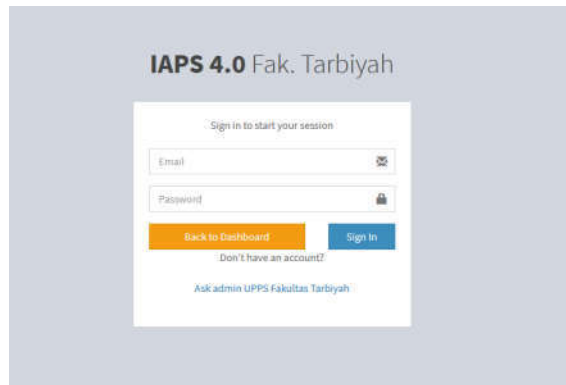 IAPS 4.0 Fak. Tarbiyah
Sign in to start your session
Email
Password
Back to Dashboard
Sign In
Don't have an account?
Ask admin UPPS Fakultas Tarbiyah